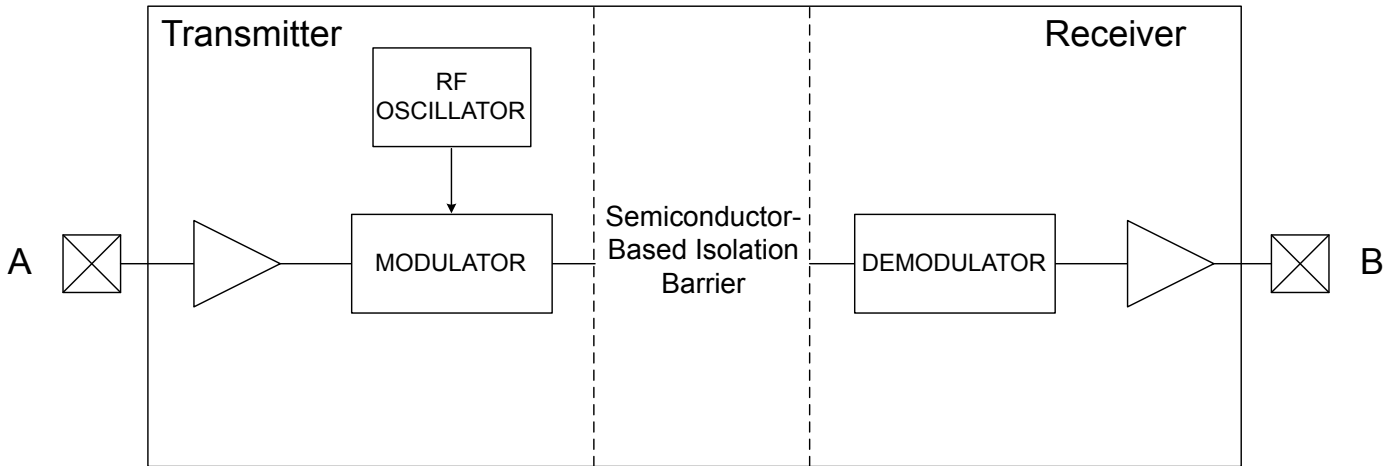 Transmitter
Receiver
RF
OSCILLATOR
A
MODULATOR
Semiconductor-
Based Isolation
Barrier
DEMODULATOR
B